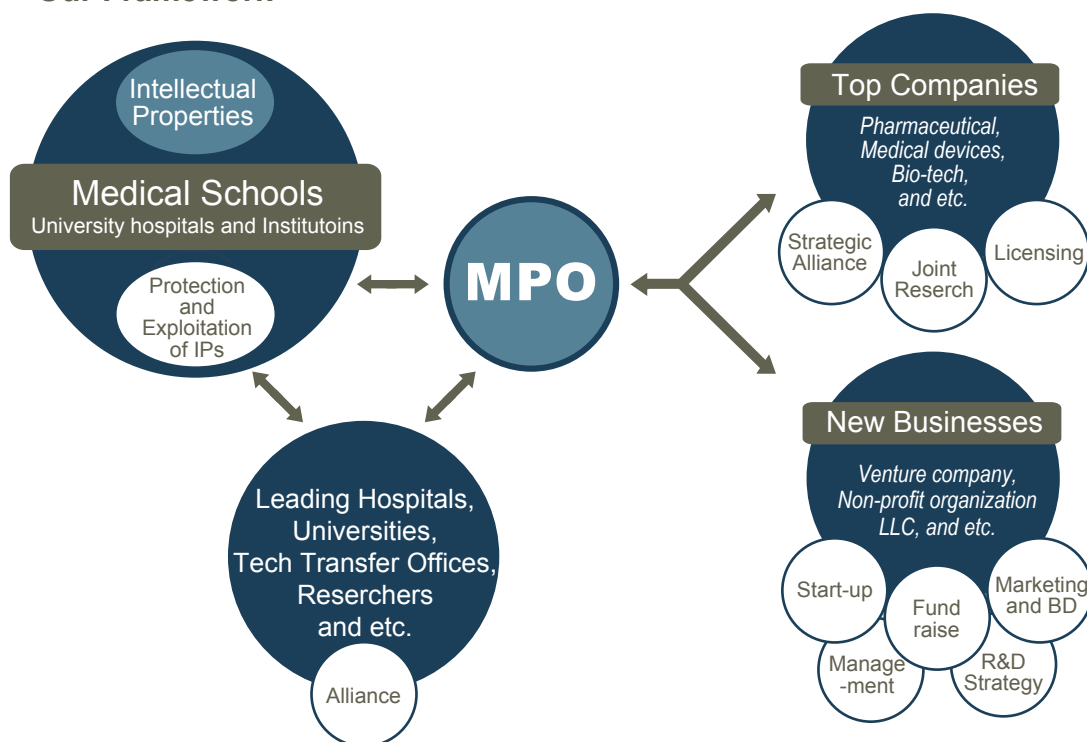 Our Framework
Intellectual
Properties
Medical Schools
University hospitals and Institutoins
Protection
and
Exploitation
of IPs
MPO
Leading Hospitals,
Universities,
Tech Transfer Offices,
Reserchers
and etc.
Alliance
Top Companies
Pharmaceutical,
Medical devices,
Bio-tech,
and etc.
Strategic
Alliance
Joint
Reserch
Licensing
New Businesses
Venture company,
Non-profit organization
LLC, and etc.
Start-up
Fund
raise
Marketing
and BD
Manage
-ment
R&D
Strategy